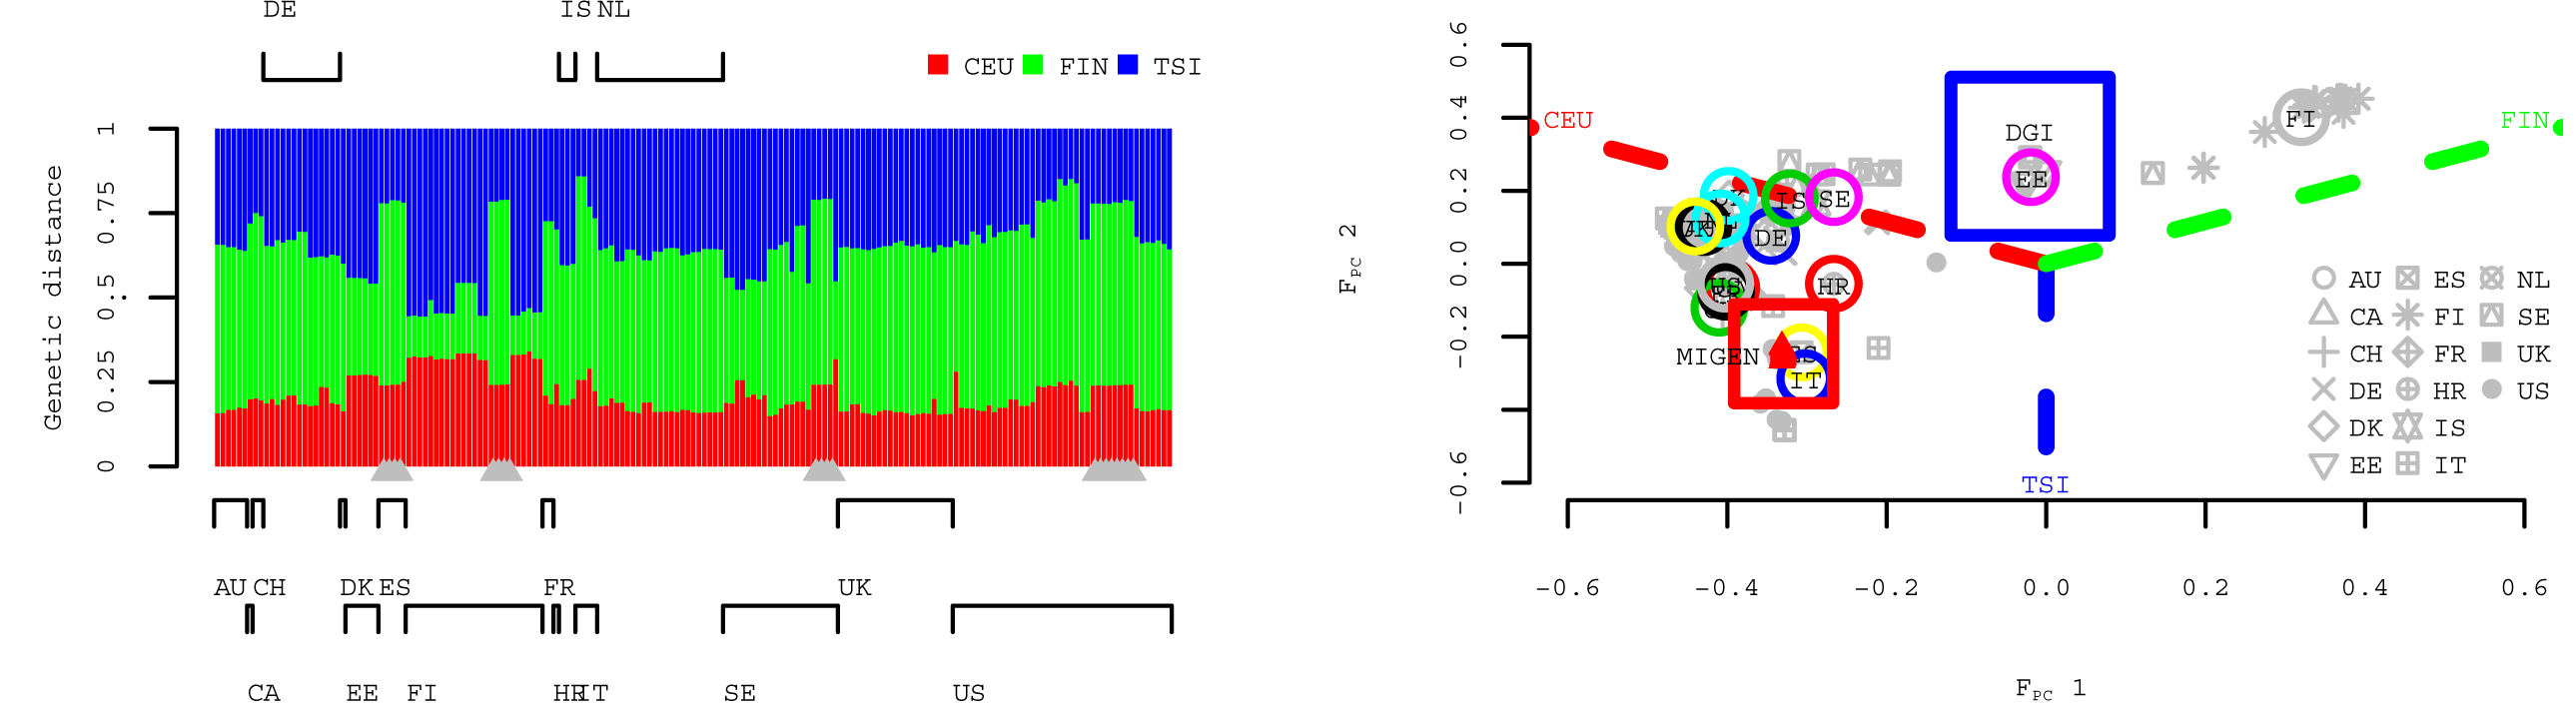 DE IS NL
CEU FIN TSI
Genetic distance
0 0.25 0.5 0.75 1
AU CH DK ES FR UK
CA EE FI HR IT SE US
F PC 2
-0.6 -0.2 0.0 0.2 0.4 0.6
CEU
FIN
DGI
FI
EE
IS SE
DE
HR
US
MIGEN ES
IT
TSI
AU ES NL
CA FI SE
CH FR UK
DE HR US
DK IS
EE IT
-0.6 -0.4 -0.2 0.0 0.2 0.4 0.6
F PC 1